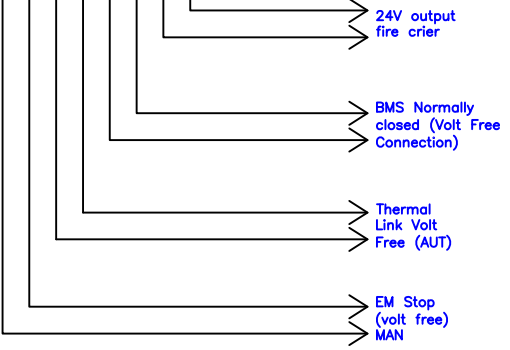 24V output
fire crier
BMS Normally
closed (Volt Free
Connection)
Thermal
Link Volt
Free (AUT)
EM Stop
(volt free)
MAN